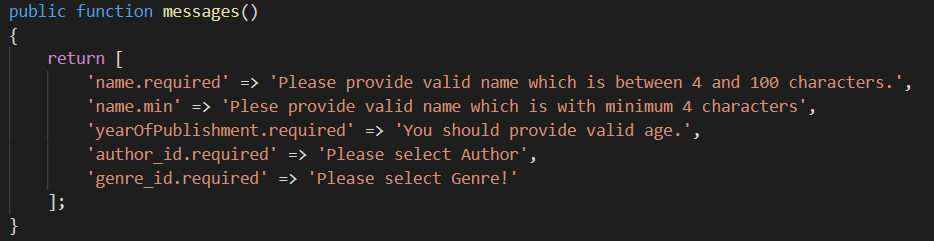 public function messages()
{
return [
'name.required' => 'Please provide valid name which is between 4 and 100 characters.',
'name.min' => 'Plese provide valid name which is with minimum 4 characters',
'yearOfPublishment.required' => 'You should provide valid age.',
'author_id.required' => 'Please select Author',
'genre_id.required' => 'Please select Genre!'
];
}